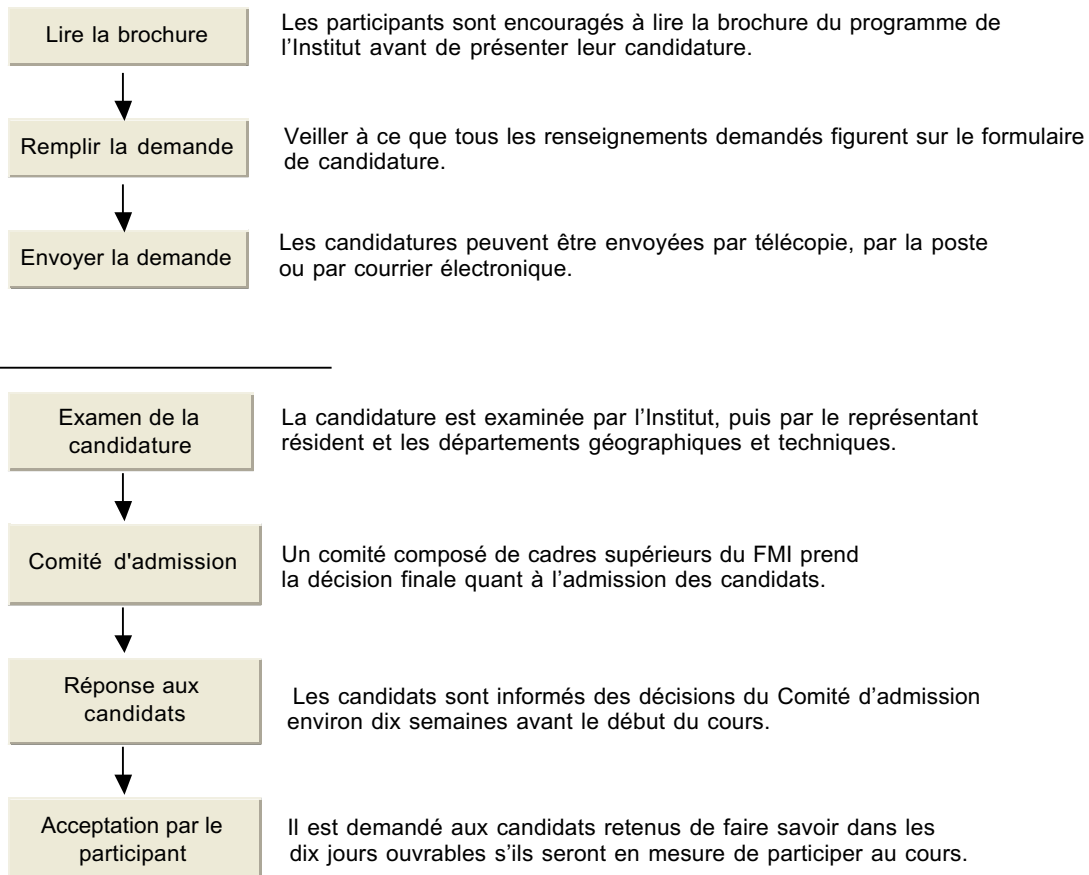 Lire la brochure
Les participants sont encouragés à lire la brochure du programme de
l’Institut avant de présenter leur candidature.
Remplir la demande
Veiller à ce que tous les renseignements demandés figurent sur le formulaire
de candidature.
Envoyer la demande
Les candidatures peuvent être envoyées par télécopie, par la poste
ou par courrier électronique.
Examen de la
candidature
La candidature est examinée par l’Institut, puis par le représentant
résident et les départements géographiques et techniques.
Comité d'admission
Un comité composé de cadres supérieurs du FMI prend
la décision finale quant à l’admission des candidats.
Réponse aux
candidats
Les candidats sont informés des décisions du Comité d’admission
environ dix semaines avant le début du cours.
Acceptation par le
participant
Il est demandé aux candidats retenus de faire savoir dans les
dix jours ouvrables s’ils seront en mesure de participer au cours.